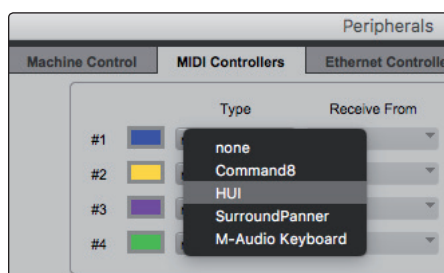 Peripherals
Machine Control MIDI Controllers Ethernet Controlle
Type Receive From
#1
none
#2 Command8
HUI
#3 SurroundPanner
#4 M-Audio Keyboard